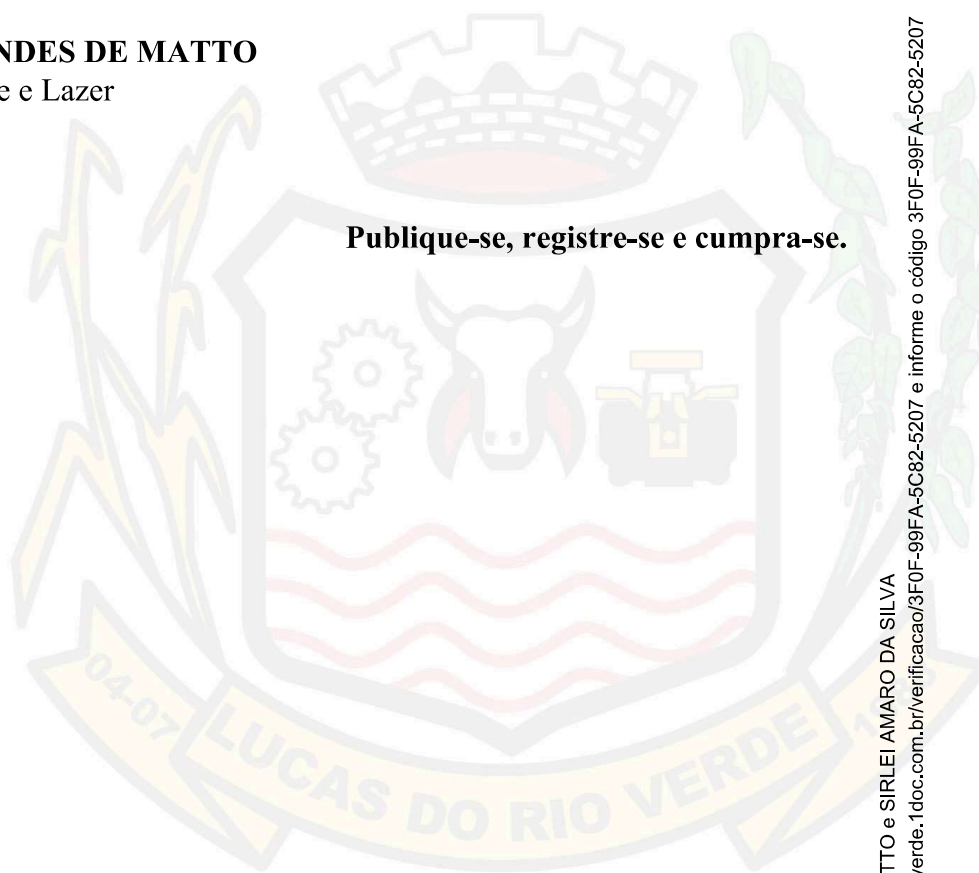 NDES DE MATTO
e e Lazer
Publique-se, registre-se e cumpra-se.
04-07
LUCAS DO RIO VERDE
TTO e SIRLEI AMARO DA SILVA
verde.1doc.com.br/verificacao/3F0F-99FA-5C82-5207 e informe o código 3F0F-99FA-5C82-5207